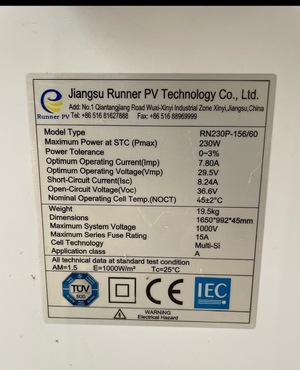 Runner PV
Jiangsu Runner PV Technology Co., Ltd.
Add: No.1 Qiantangjiang Road Wuxi-Xinyi Industrial Zone Xinyi,Jiangsu,China
Tel:+86 516 81627888 Fax:+86 516 88969999
Model Type RN230P-156/60
Maximum Power at STC (Pmax) 230W
Power Tolerance 0~3%
Optimum Operating Current(Imp) 7.80A
Optimum Operating Voltage(Vmp) 29.5V
Short-Circuit Current(Isc) 8.24A
Open-Circuit Voltage(Voc) 36.6V
Nominal Operating Cell Temp.(NOCT) 45±2°C
Weight 19.5kg
Dimensions 1650*992*45mm
Maximum System Voltage 1000V
Maximum Series Fuse Rating 15A
Cell Technology Multi-Si
Application class A
All technical data at standard test condition
AM=1.5 E=1000W/m² Tc=25°C
TÜV
SÜD
CE
IEC
WARNING
Electrical Hazard